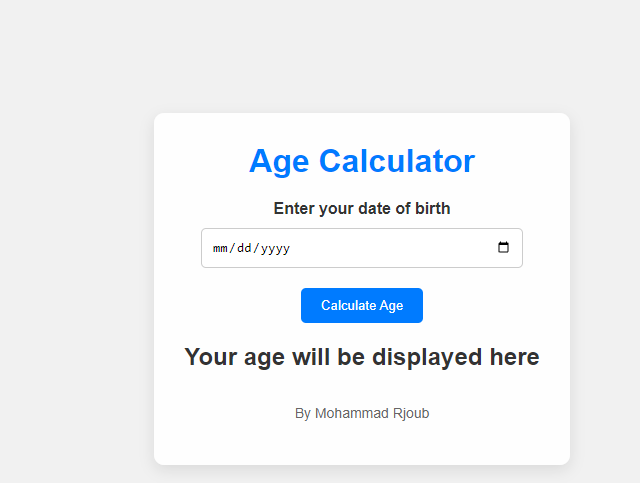 Age Calculator
Enter your date of birth
mm/dd/yyyy
Calculate Age
Your age will be displayed here
By Mohammad Rjoub